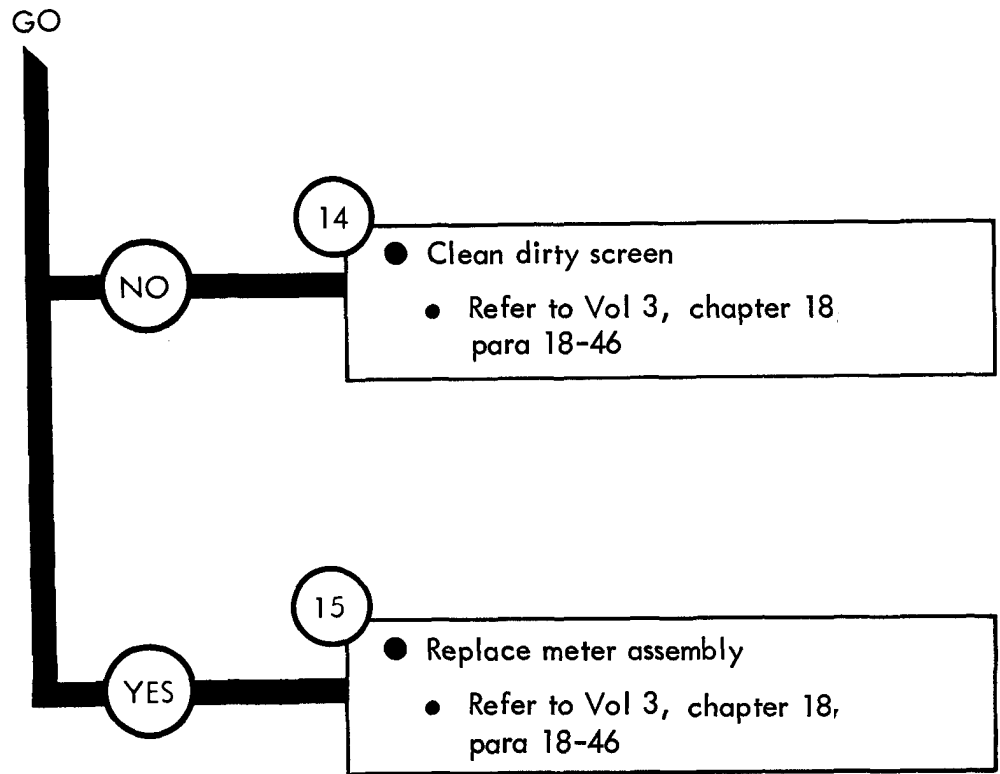 GO
NO
14
● Clean dirty screen
● Refer to Vol 3, chapter 18,
para 18-46
YES
15
● Replace meter assembly
● Refer to Vol 3, chapter 18,
para 18-46